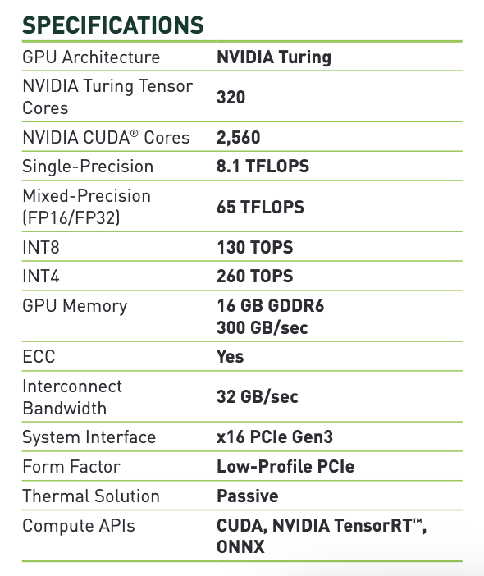 SPECIFICATIONS
GPU Architecture NVIDIA Turing
NVIDIA Turing Tensor
Cores 320
NVIDIA CUDA® Cores 2,560
Single-Precision 8.1 TFLOPS
Mixed-Precision
(FP16/FP32) 65 TFLOPS
INT8 130 TOPS
INT4 260 TOPS
GPU Memory 16 GB GDDR6
300 GB/sec
ECC Yes
Interconnect
Bandwidth 32 GB/sec
System Interface x16 PCIe Gen3
Form Factor Low-Profile PCIe
Thermal Solution Passive
Compute APIs CUDA, NVIDIA TensorRT™,
ONNX